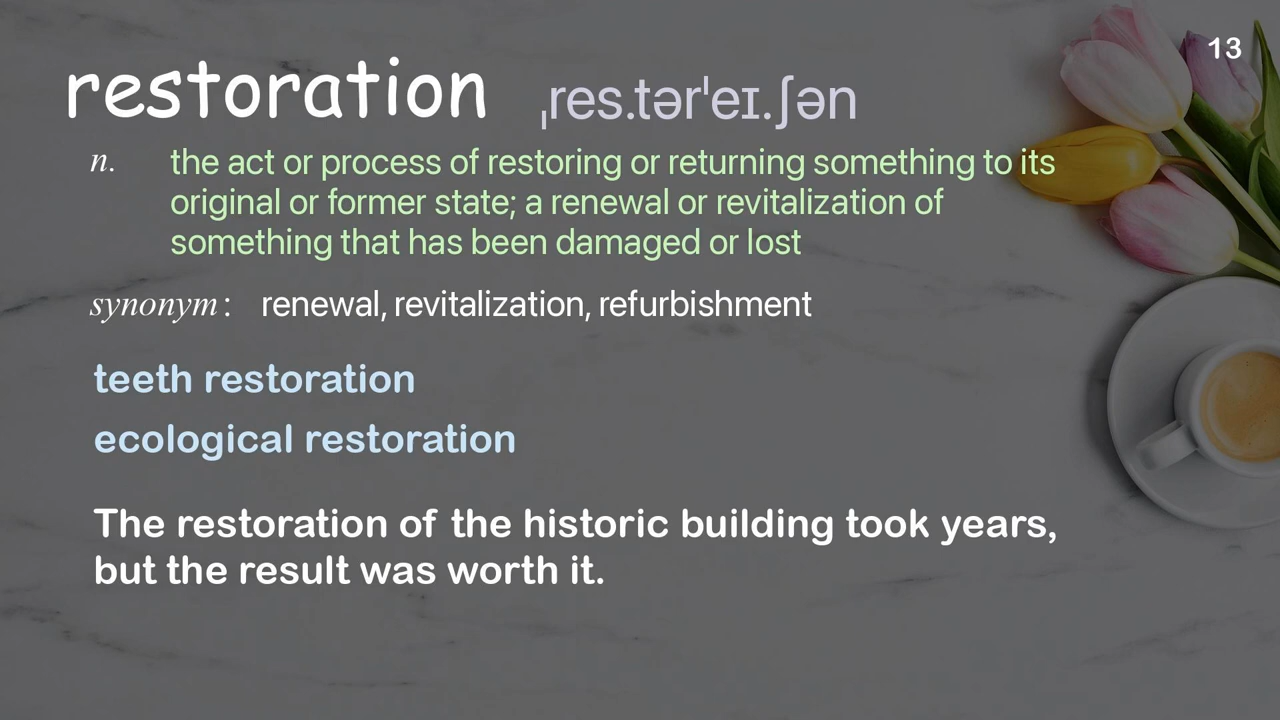 13
restoration ˌres.tərˈeɪ.ʃən
n. the act or process of restoring or returning something to its
original or former state; a renewal or revitalization of
something that has been damaged or lost
synonym: renewal, revitalization, refurbishment
teeth restoration
ecological restoration
The restoration of the historic building took years,
but the result was worth it.